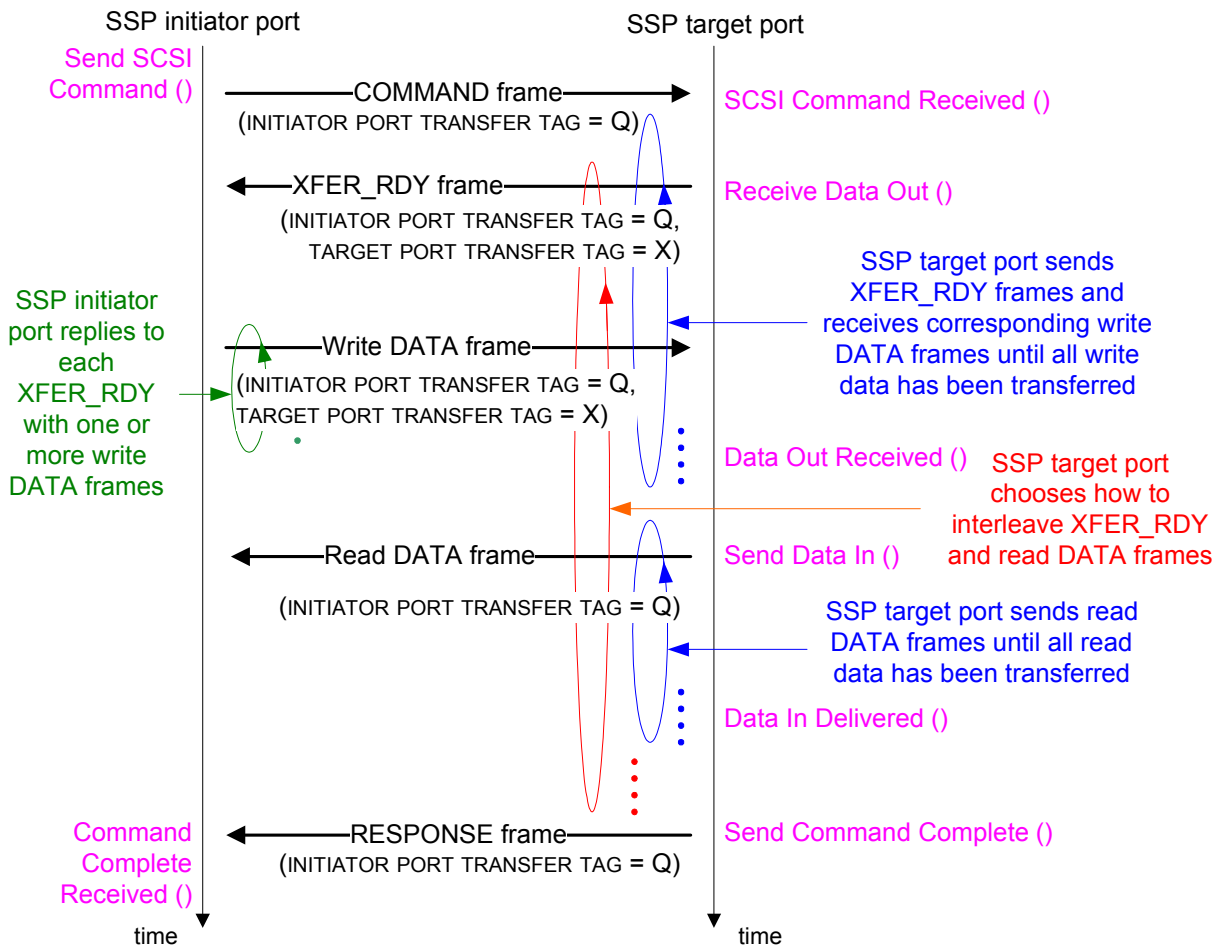 SSP initiator port
SSP target port
Send SCSI
Command ()
COMMAND frame
(INITIATOR PORT TRANSFER TAG = Q)
SCSI Command Received ()
XFER_RDY frame
(INITIATOR PORT TRANSFER TAG = Q,
TARGET PORT TRANSFER TAG = X)
Receive Data Out ()
SSP target port sends
XFER_RDY frames and
receives corresponding write
DATA frames until all write
data has been transferred
SSP initiator
port replies to
each
XFER_RDY
with one or
more write
DATA frames
Write DATA frame
(INITIATOR PORT TRANSFER TAG = Q,
TARGET PORT TRANSFER TAG = X)
Data Out Received ()
SSP target port
chooses how to
interleave XFER_RDY
and read DATA frames
Read DATA frame
(INITIATOR PORT TRANSFER TAG = Q)
Send Data In ()
SSP target port sends read
DATA frames until all read
data has been transferred
Data In Delivered ()
Command
Complete
Received ()
RESPONSE frame
(INITIATOR PORT TRANSFER TAG = Q)
Send Command Complete ()
time
time